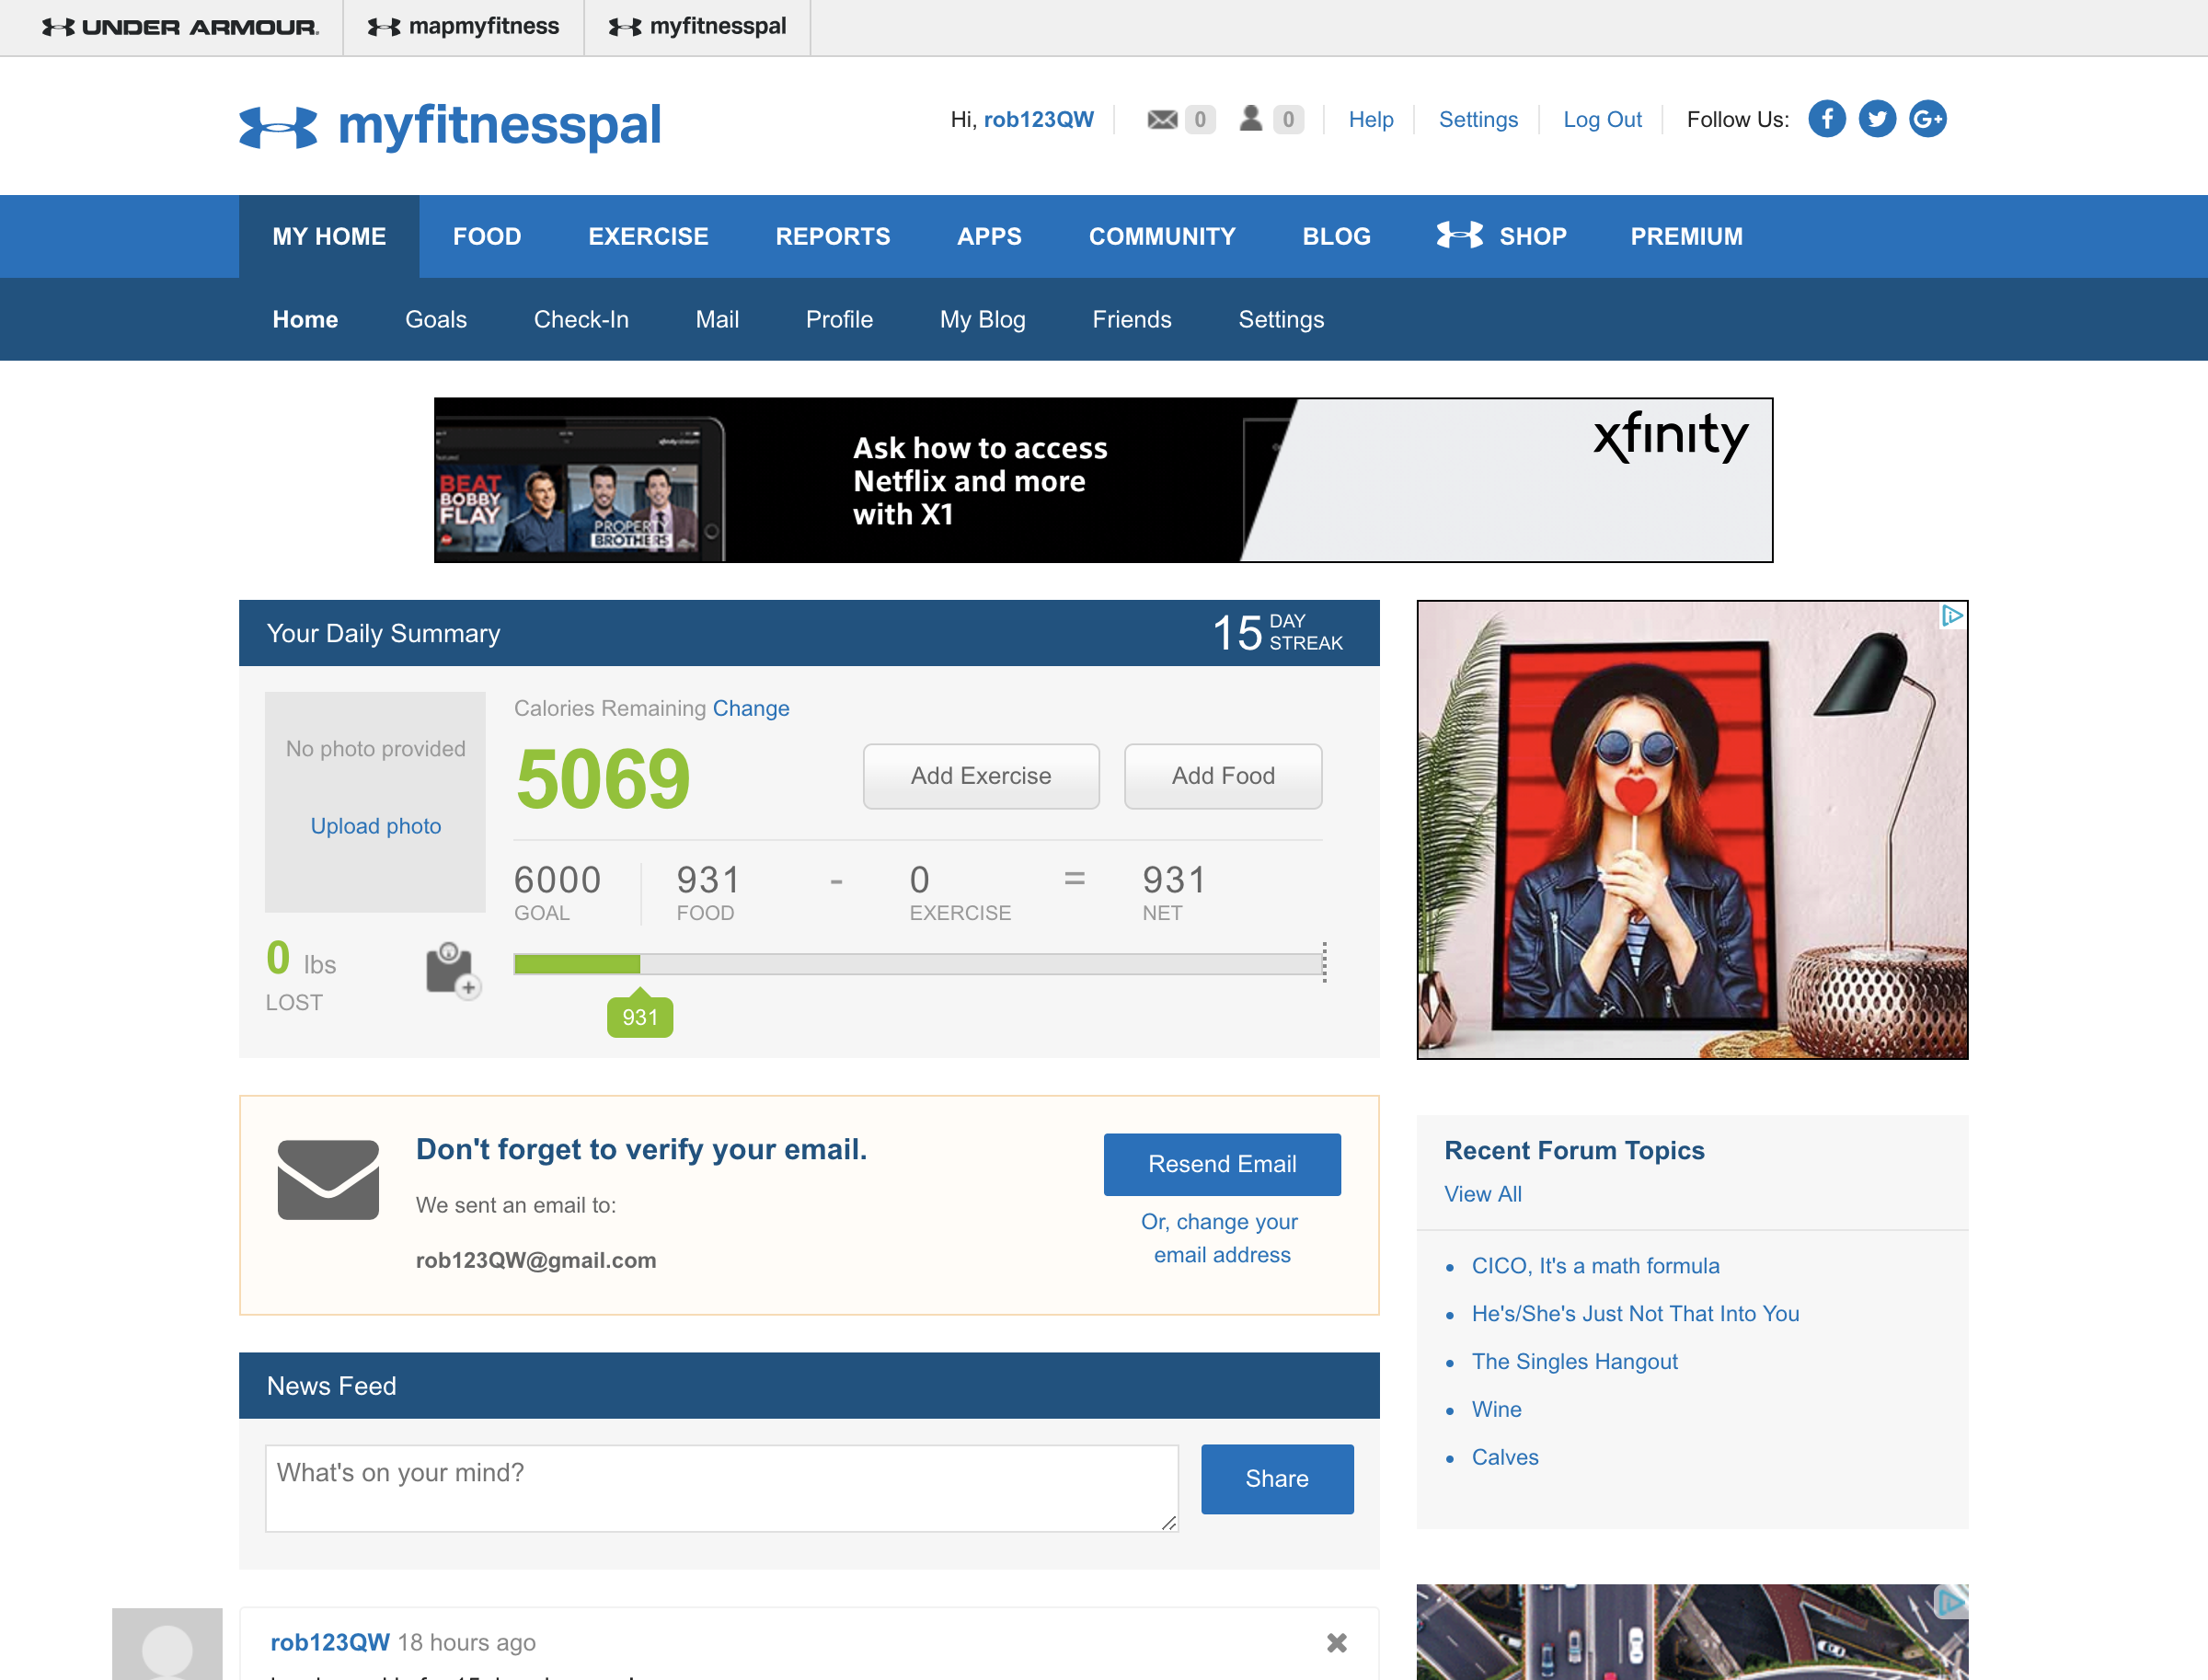 UNDER ARMOUR.
mapmyfitness
myfitnesspal
myfitnesspal
Hi, rob123QW
0
0
Help
Settings
Log Out
Follow Us:
MY HOME
FOOD
EXERCISE
REPORTS
APPS
COMMUNITY
BLOG
SHOP
PREMIUM
Home
Goals
Check-In
Mail
Profile
My Blog
Friends
Settings
BEAT
BOBBY
FLAY
PROPERTY
BROTHERS
Ask how to access
Netflix and more
with X1
xfinity
Your Daily Summary
15 DAY
STREAK
No photo provided
Upload photo
Calories Remaining Change
5069
Add Exercise
Add Food
6000
GOAL
931
FOOD
-
0
EXERCISE
=
931
NET
0 lbs
LOST
931
Don't forget to verify your email.
We sent an email to:
rob123QW@gmail.com
Resend Email
Or, change your
email address
Recent Forum Topics
View All
CICO, It's a math formula
He's/She's Just Not That Into You
The Singles Hangout
Wine
Calves
News Feed
What's on your mind?
Share
rob123QW 18 hours ago